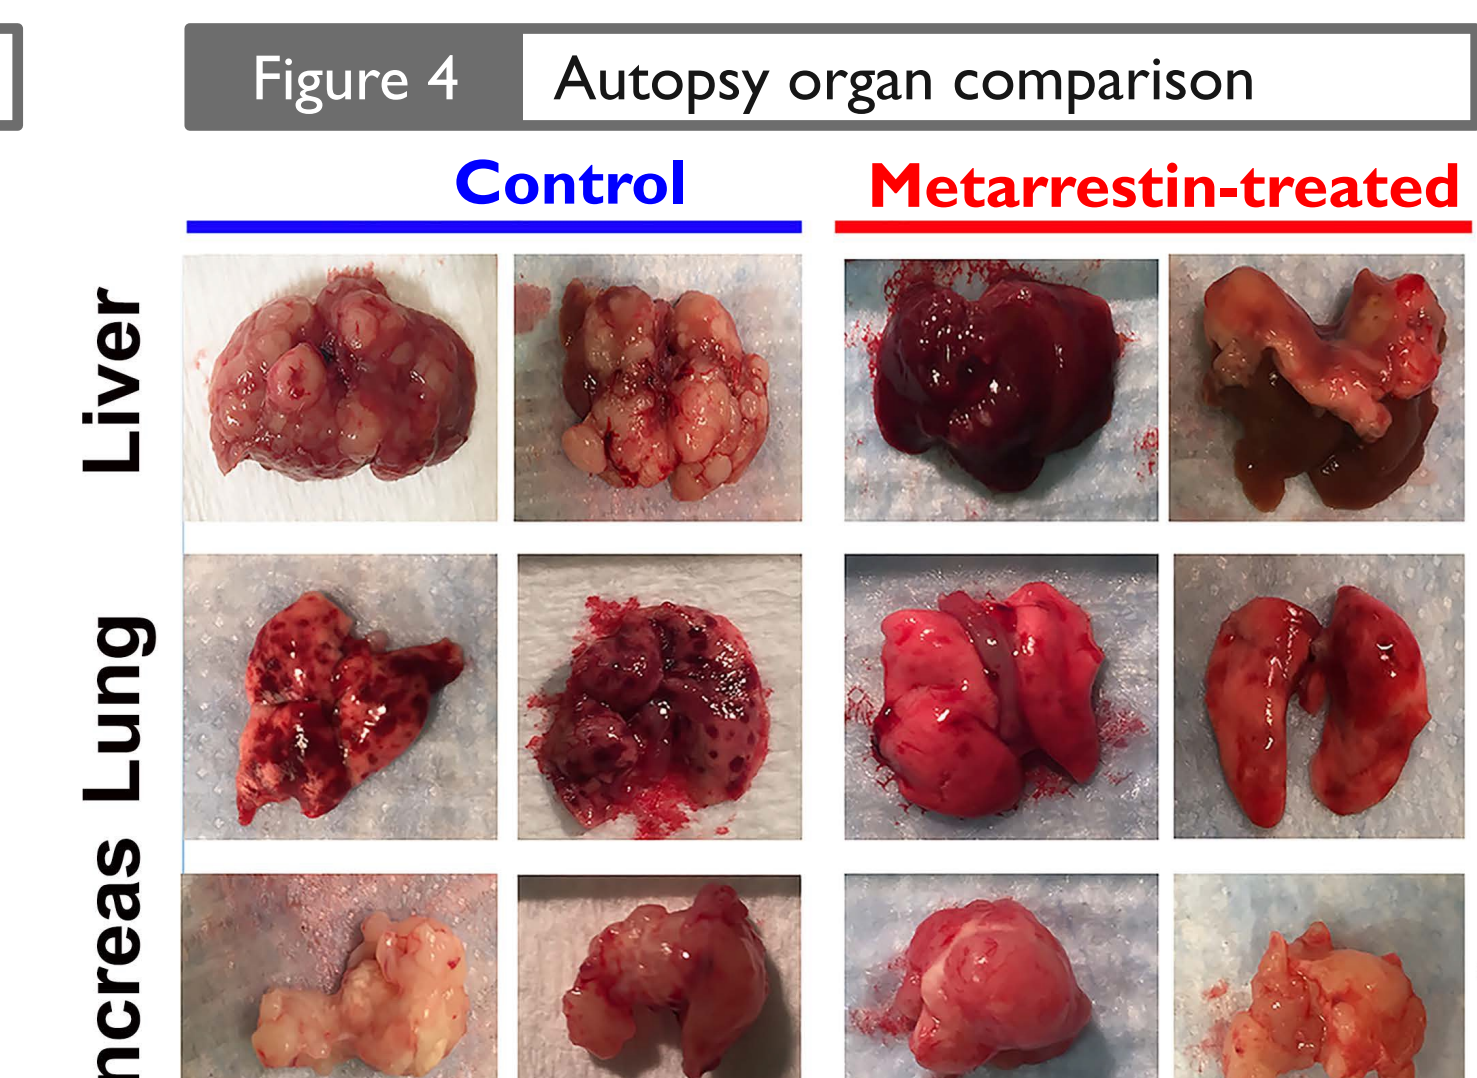 Figure 4
Autopsy organ comparison
Control
Metarrestin-treated
Liver
Lung
ncreas